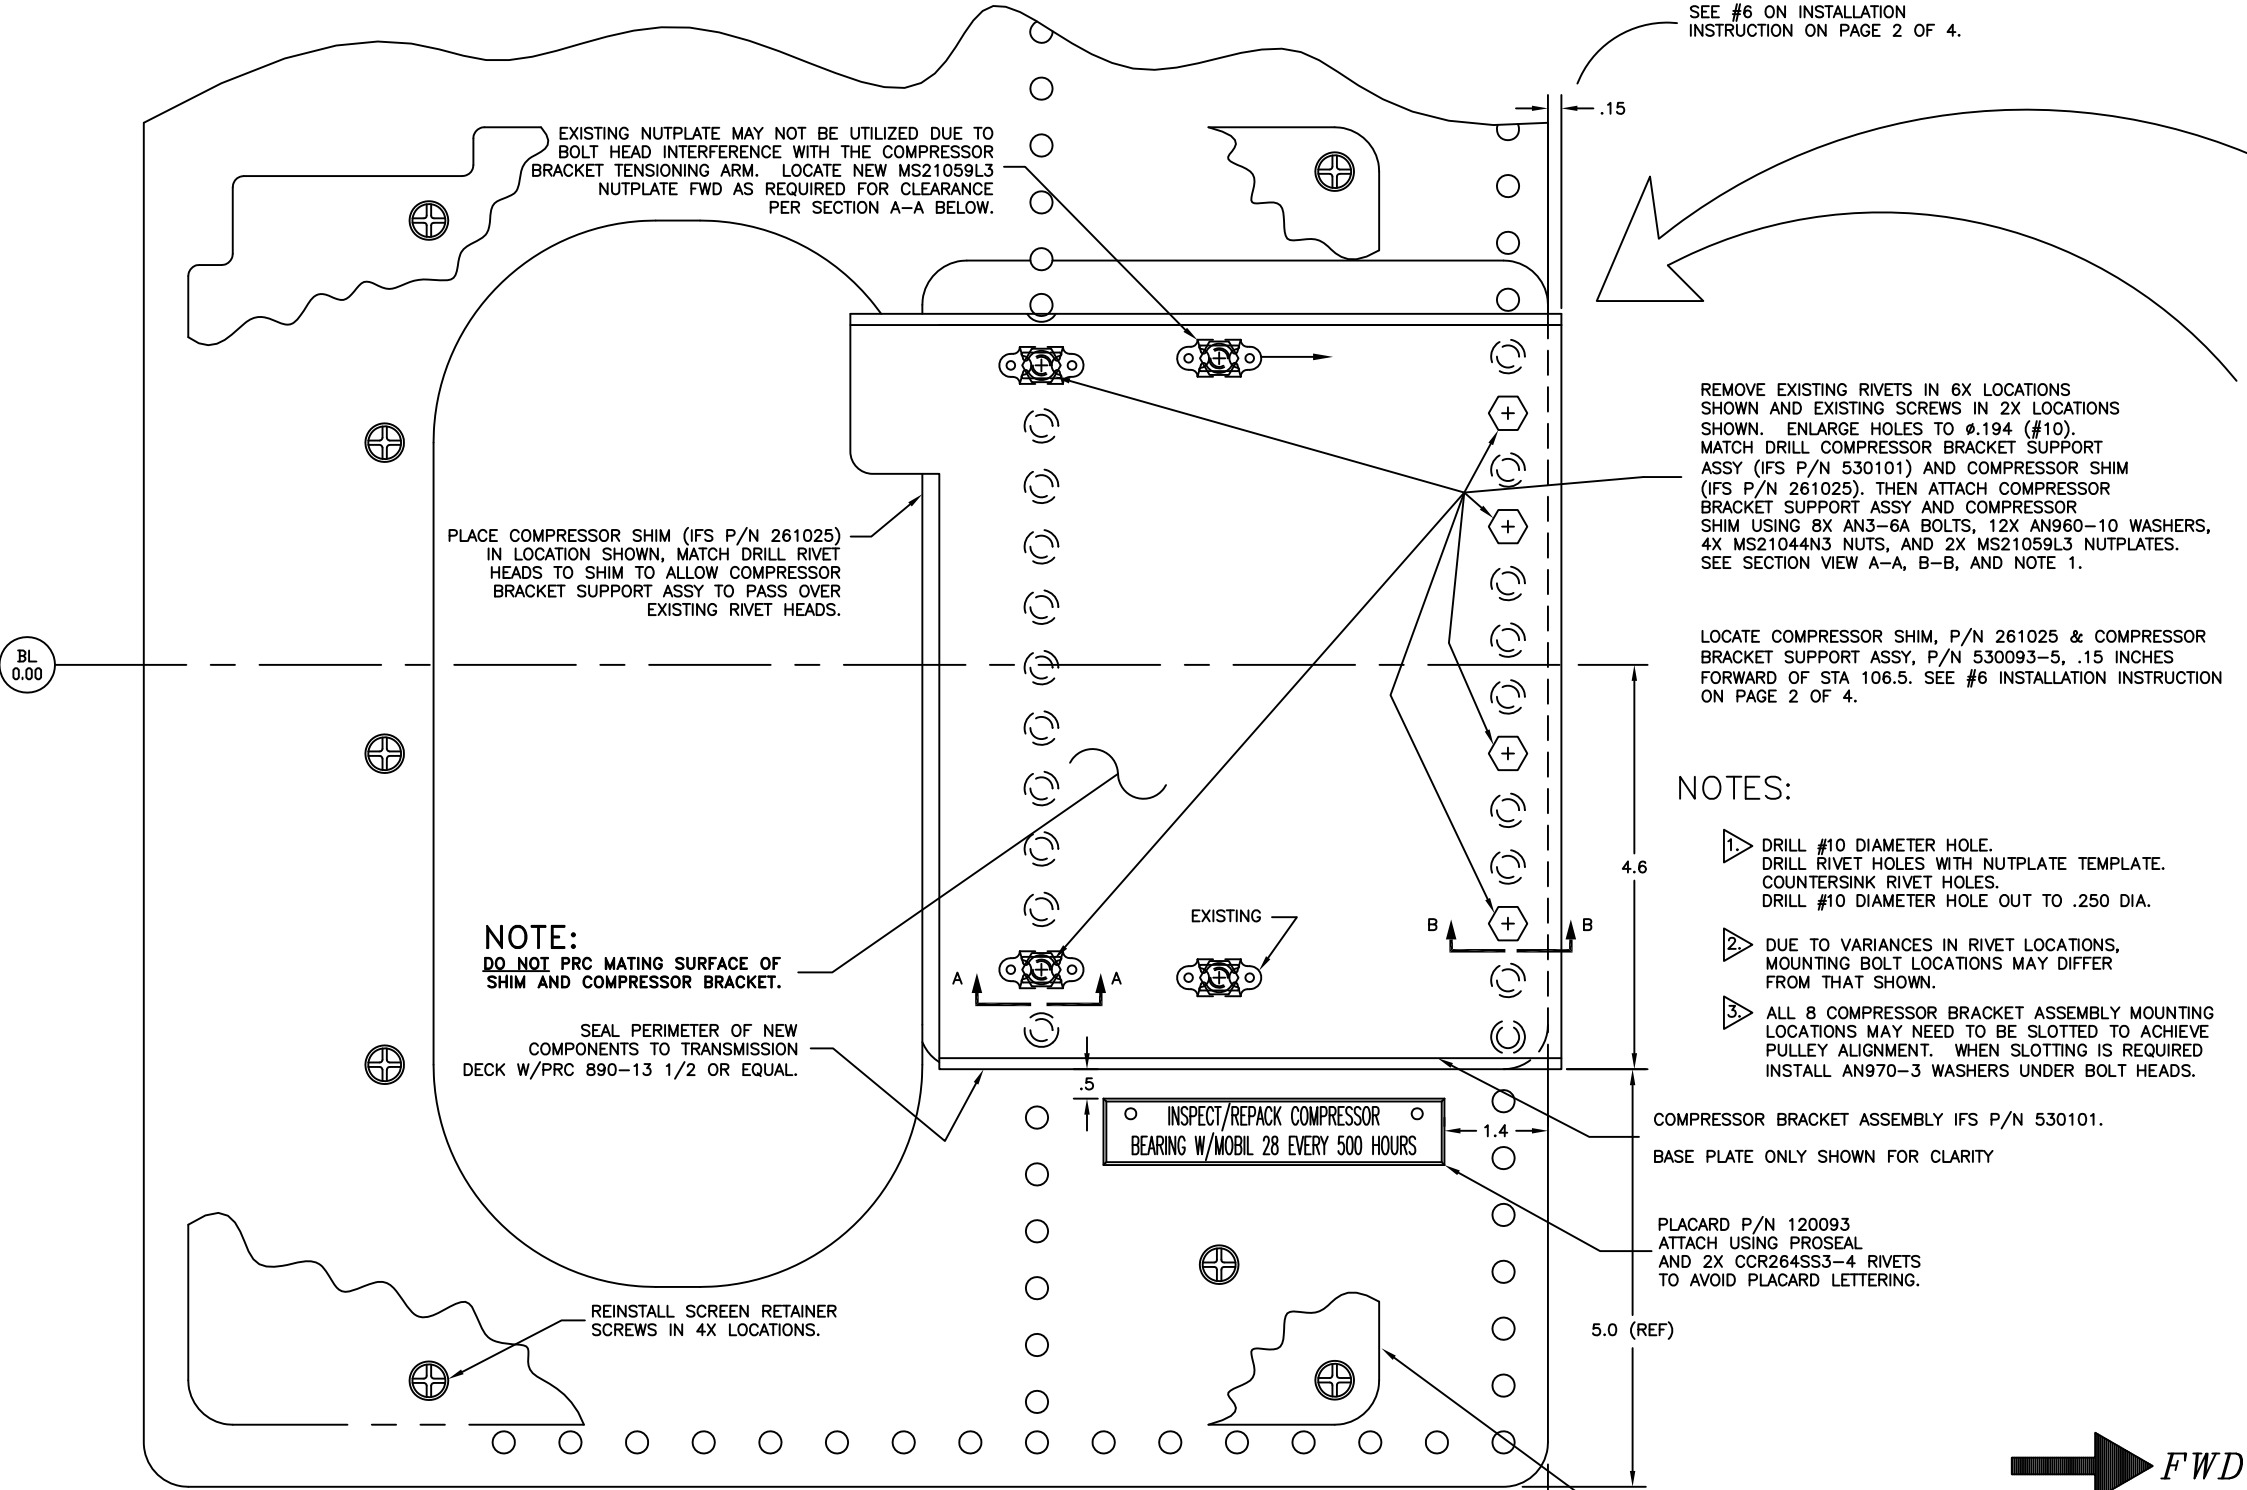 SEE #6 ON INSTALLATION
INSTRUCTION ON PAGE 2 OF 4.
.15
EXISTING NUTPLATE MAY NOT BE UTILIZED DUE TO
BOLT HEAD INTERFERENCE WITH THE COMPRESSOR
BRACKET TENSIONING ARM. LOCATE NEW MS21059L3
NUTPLATE FWD AS REQUIRED FOR CLEARANCE
PER SECTION A-A BELOW.
REMOVE EXISTING RIVETS IN 6X LOCATIONS
SHOWN AND EXISTING SCREWS IN 2X LOCATIONS
SHOWN. ENLARGE HOLES TO ø.194 (#10).
MATCH DRILL COMPRESSOR BRACKET SUPPORT
ASSY (IFS P/N 530101) AND COMPRESSOR SHIM
(IFS P/N 261025). THEN ATTACH COMPRESSOR
BRACKET SUPPORT ASSY AND COMPRESSOR
SHIM USING 8X AN3-6A BOLTS, 12X AN960-10 WASHERS,
4X MS21044N3 NUTS, AND 2X MS21059L3 NUTPLATES.
SEE SECTION VIEW A-A, B-B, AND NOTE 1.
PLACE COMPRESSOR SHIM (IFS P/N 261025)
IN LOCATION SHOWN, MATCH DRILL RIVET
HEADS TO SHIM TO ALLOW COMPRESSOR
BRACKET SUPPORT ASSY TO PASS OVER
EXISTING RIVET HEADS.
BL
0.00
LOCATE COMPRESSOR SHIM, P/N 261025 & COMPRESSOR
BRACKET SUPPORT ASSY, P/N 530093-5, .15 INCHES
FORWARD OF STA 106.5. SEE #6 INSTALLATION INSTRUCTION
ON PAGE 2 OF 4.
NOTES:
1. DRILL #10 DIAMETER HOLE.
DRILL RIVET HOLES WITH NUTPLATE TEMPLATE.
COUNTERSINK RIVET HOLES.
DRILL #10 DIAMETER HOLE OUT TO .250 DIA.
2. DUE TO VARIANCES IN RIVET LOCATIONS,
MOUNTING BOLT LOCATIONS MAY DIFFER
FROM THAT SHOWN.
3. ALL 8 COMPRESSOR BRACKET ASSEMBLY MOUNTING
LOCATIONS MAY NEED TO BE SLOTTED TO ACHIEVE
PULLEY ALIGNMENT. WHEN SLOTTING IS REQUIRED
INSTALL AN970-3 WASHERS UNDER BOLT HEADS.
4.6
EXISTING
B B
A A
NOTE:
DO NOT PRC MATING SURFACE OF
SHIM AND COMPRESSOR BRACKET.
SEAL PERIMETER OF NEW
COMPONENTS TO TRANSMISSION
DECK W/PRC 890-13 1/2 OR EQUAL.
.5
INSPECT/REPACK COMPRESSOR
BEARING W/MOBIL 28 EVERY 500 HOURS
1.4
COMPRESSOR BRACKET ASSEMBLY IFS P/N 530101.
BASE PLATE ONLY SHOWN FOR CLARITY
PLACARD P/N 120093
ATTACH USING PROSEAL
AND 2X CCR264SS3-4 RIVETS
TO AVOID PLACARD LETTERING.
REINSTALL SCREEN RETAINER
SCREWS IN 4X LOCATIONS.
5.0 (REF)
FWD